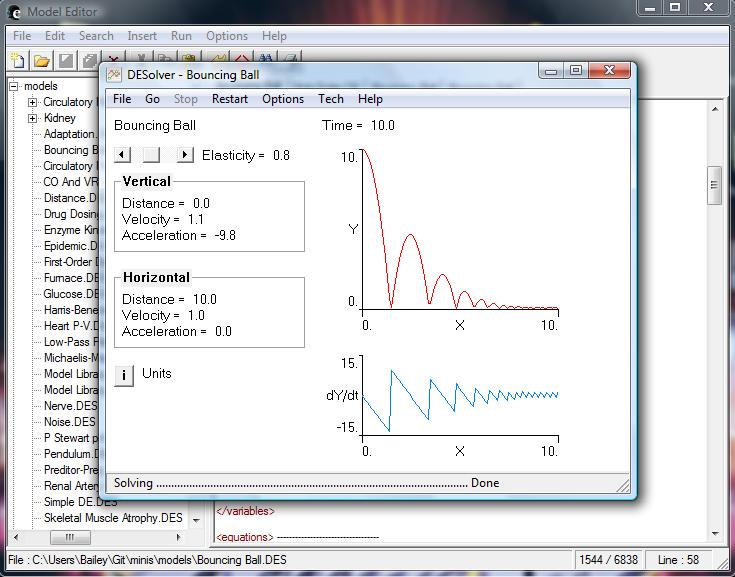 Model Editor
File Edit Search Insert Run Options Help
models
Circulatory
Kidney
Adaptation.
Bouncing B
Circulatory
CO And VR
Distance.D
Drug Dosing
Enzyme Kin
Epidemic.D
First-Order D
Furnace.DE
Glucose.DE
Harris-Bene
Heart P-V.D
Low-Pass F
Michaelis-M
Model Libra
Model Libra
Nerve.DES
Noise.DES
P Stewart p
Pendulum.D
Preditor-Pre
Renal Arter
Simple DE.DES
Skeletal Muscle Atrophy.DES
DESolver - Bouncing Ball
File Go Stop Restart Options Tech Help
Bouncing Ball
Time = 10.0
Elasticity = 0.8
Vertical
Distance = 0.0
Velocity = 1.1
Acceleration = -9.8
Horizontal
Distance = 10.0
Velocity = 1.0
Acceleration = 0.0
i Units
10.
Y
0.
0. X 10.
15.
dY/dt
-15.
0. X 10.
Solving ................................................................................ Done
</variables>
<equations> --------------------------------
File : C:\Users\Bailey\Git\minis\models\Bouncing Ball.DES
1544 / 6838
Line : 58